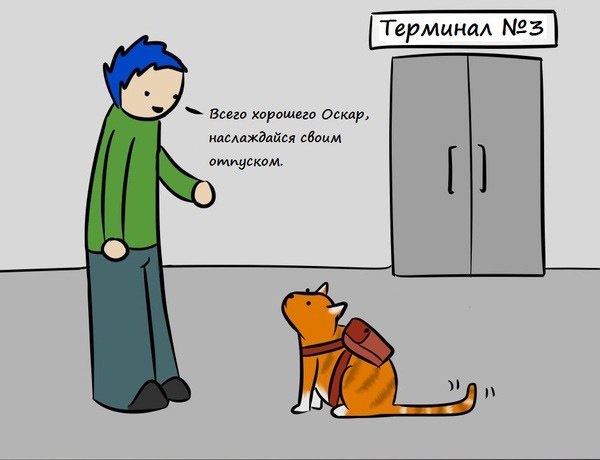 Терминал №3
Всего хорошего Оскар,
наслаждайся своим
отпуском.